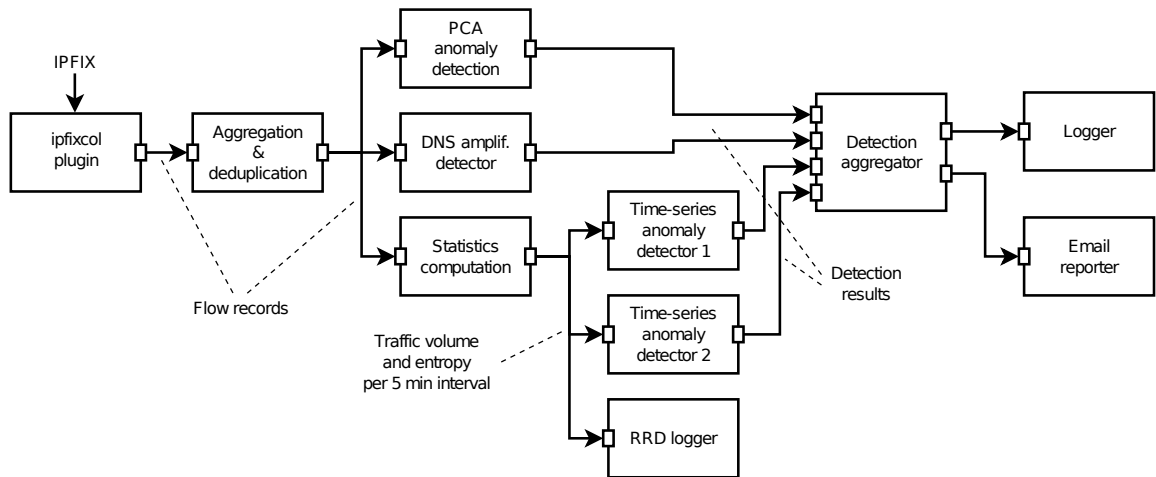 IPFIX
ipfixcol
plugin
Aggregation
&
deduplication
PCA
anomaly
detection
DNS amplif.
detector
Statistics
computation
Time-series
anomaly
detector 1
Time-series
anomaly
detector 2
RRD logger
Detection
aggregator
Logger
Email
reporter
Flow records
Traffic volume
and entropy
per 5 min interval
Detection
results